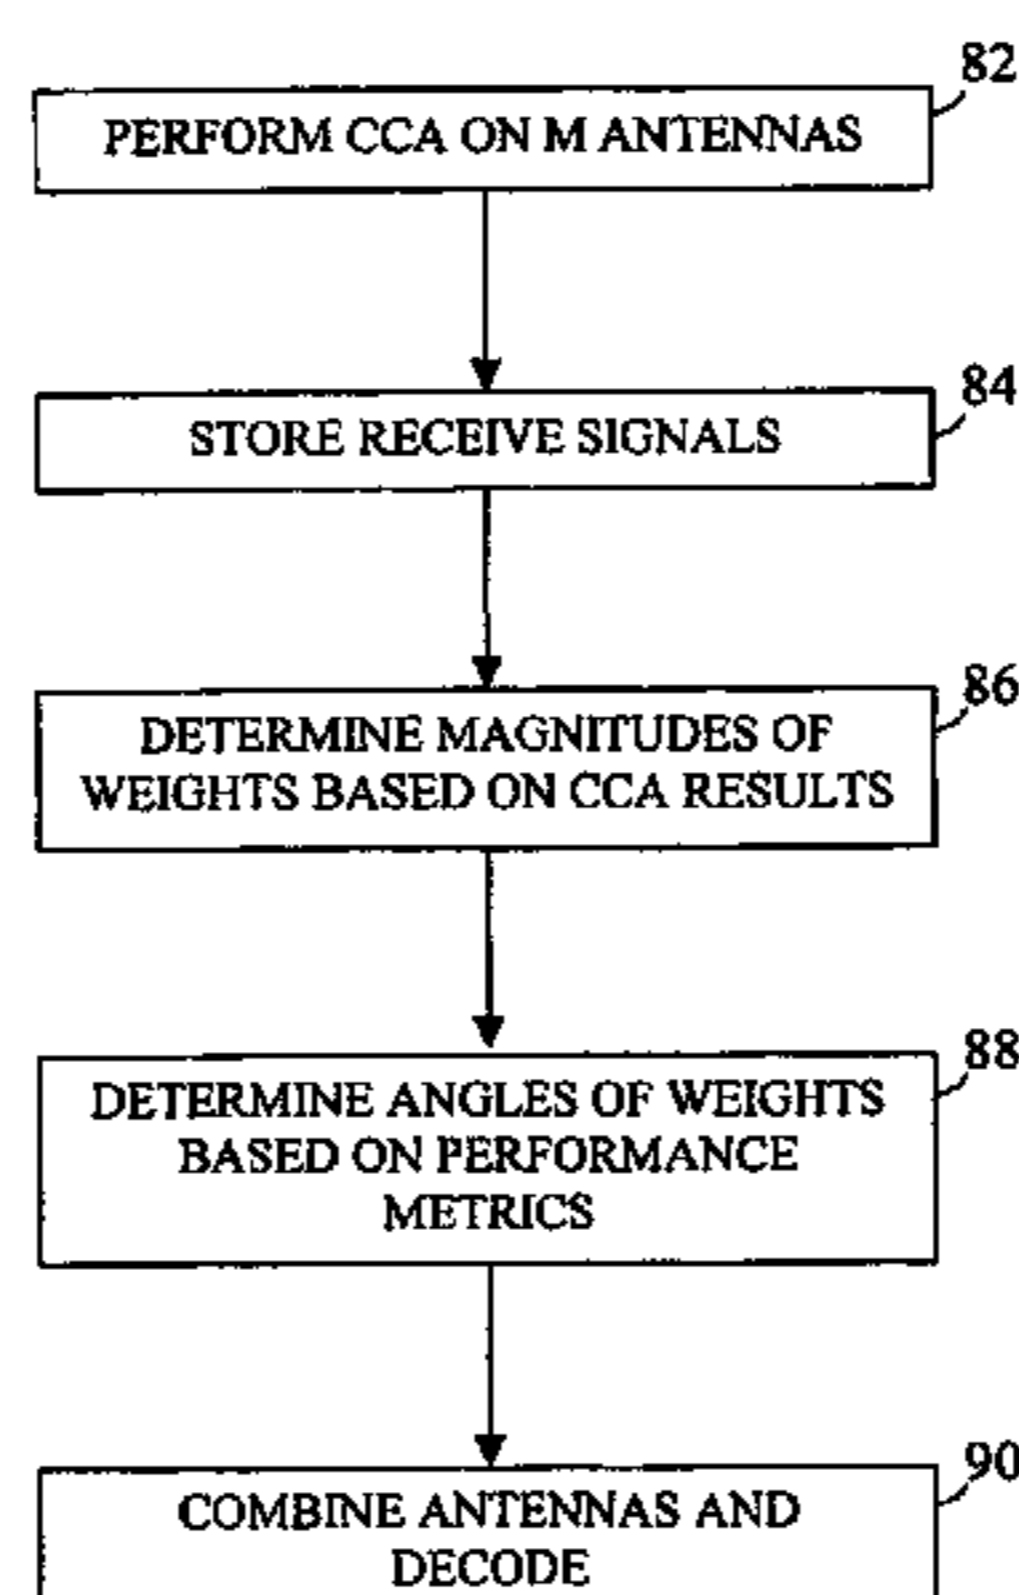 82
PERFORM CCA ON M ANTENNAS
84
STORE RECEIVE SIGNALS
86
DETERMINE MAGNITUDES OF
WEIGHTS BASED ON CCA RESULTS
88
DETERMINE ANGLES OF WEIGHTS
BASED ON PERFORMANCE
METRICS
90
COMBINE ANTENNAS AND
DECODE